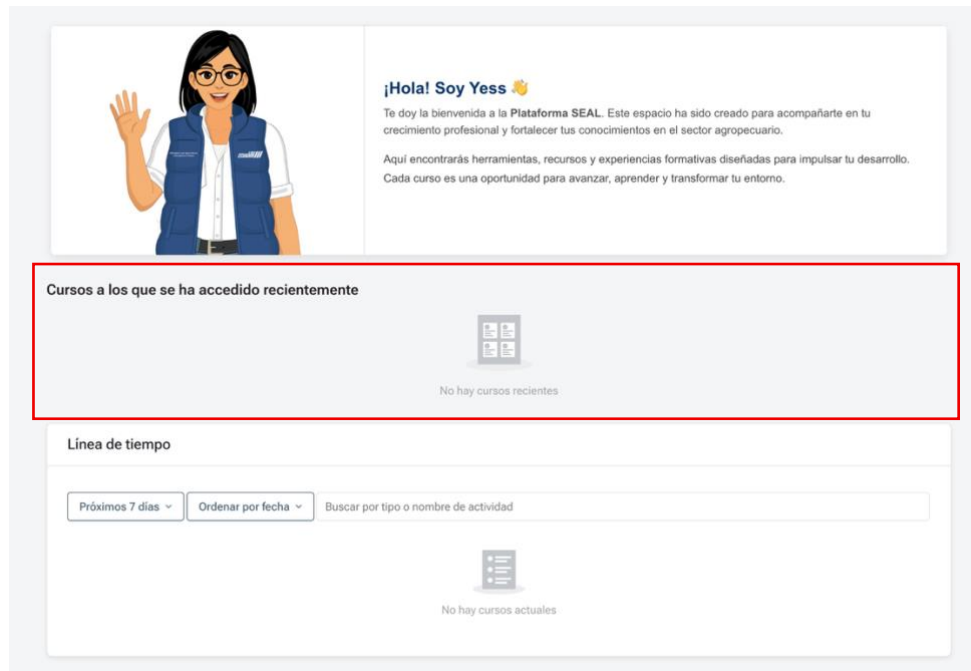 ¡Hola! Soy Yess 👋
Te doy la bienvenida a la Plataforma SEAL. Este espacio ha sido creado para acompañarte en tu
crecimiento profesional y fortalecer tus conocimientos en el sector agropecuario.
Aquí encontrarás herramientas, recursos y experiencias formativas diseñadas para impulsar tu desarrollo.
Cada curso es una oportunidad para avanzar, aprender y transformar tu entorno.
Cursos a los que se ha accedido recientemente
No hay cursos recientes
Línea de tiempo
Próximos 7 días
Ordenar por fecha
Buscar por tipo o nombre de actividad
No hay cursos actuales